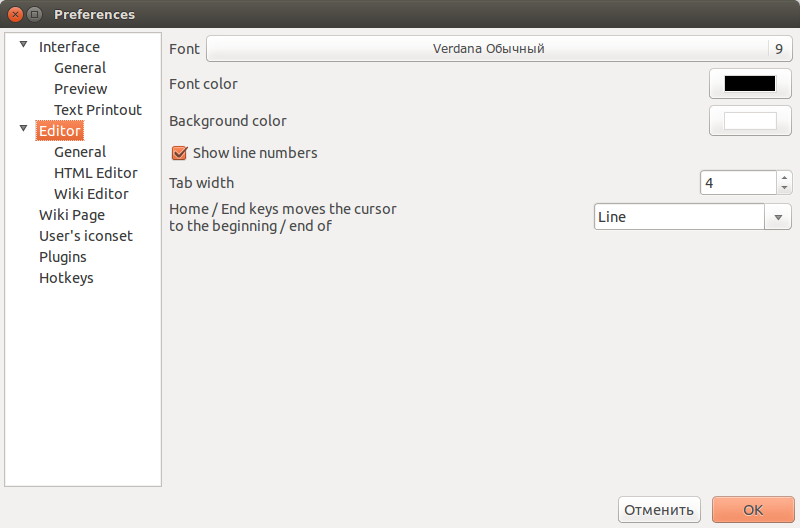 Preferences
Interface
General
Preview
Text Printout
Editor
General
HTML Editor
Wiki Editor
Wiki Page
User's iconset
Plugins
Hotkeys
Font Verdana Обычный 9
Font color
Background color
Show line numbers
Tab width 4
Home / End keys moves the cursor
to the beginning / end of Line
Отменить OK